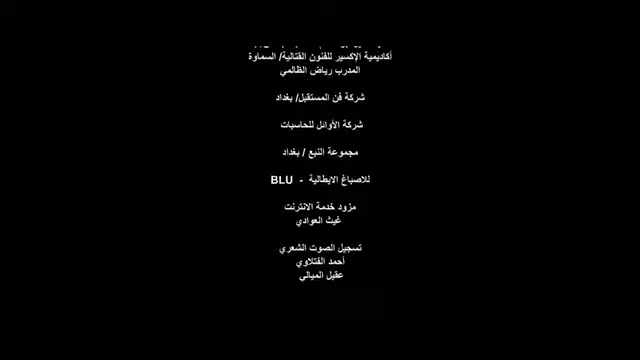 أكاديمية الإكسير للفنون القتالية/ السماوة
المدرب رياض الظالمي
شركة فن المستقبل/ بغداد
شركة الأوائل للحاسبات
مجموعة النبع / بغداد
للاصباغ الايطالية - BLU
مزود خدمة الانترنت
غيث العوادي
تسجيل الصوت الشعري
أحمد الفتلاوي
عقيل الميالي